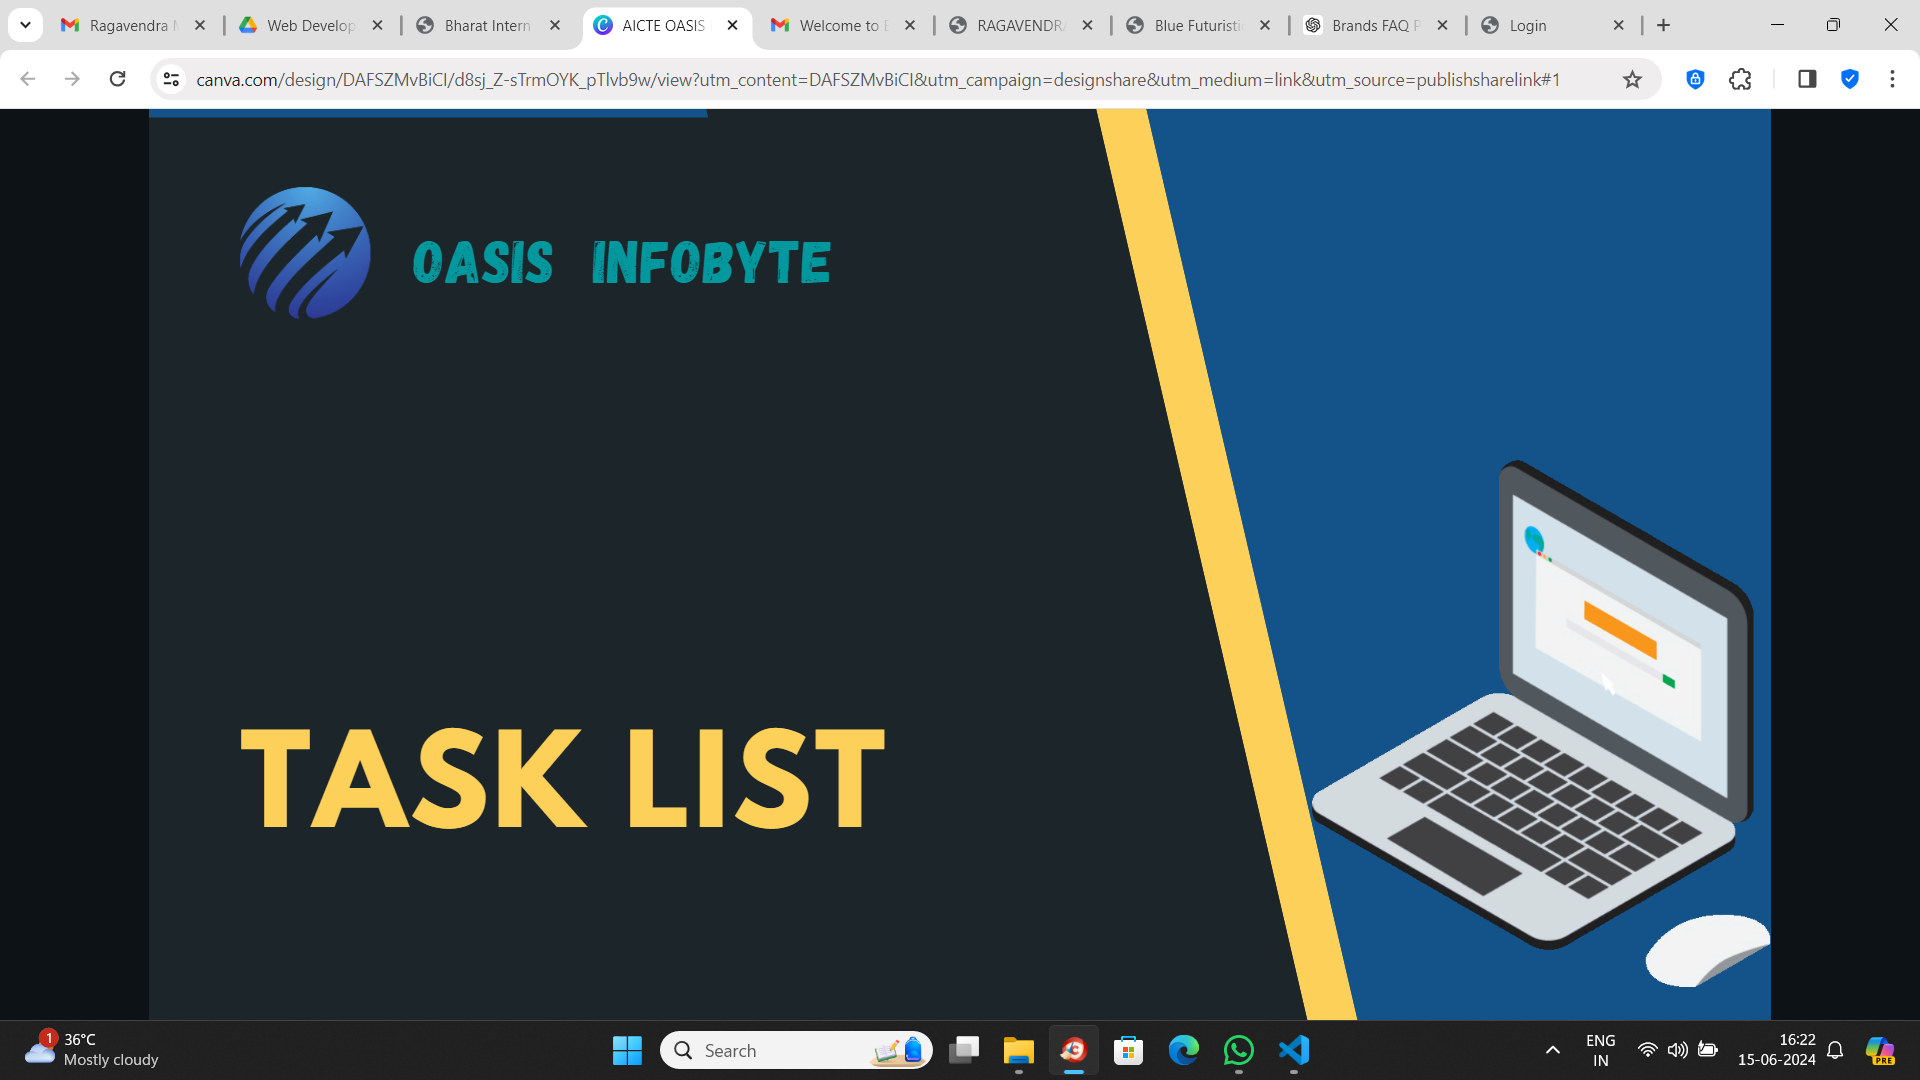 Ragavendra M
Web Develop
Bharat Intern
AICTE OASIS
Welcome to
RAGAVENDRA
Blue Futuristi
Brands FAQ P
Login
canva.com/design/DAFSZMvBiCI/d8sj_Z-sTrmOYK_pTlvb9w/view?utm_content=DAFSZMvBiCI&utm_campaign=designshare&utm_medium=link&utm_source=publishsharelink#1
OASIS INFOBYTE
TASK LIST
1
36°C
Mostly cloudy
Search
ENG
IN
16:22
15-06-2024
PRE